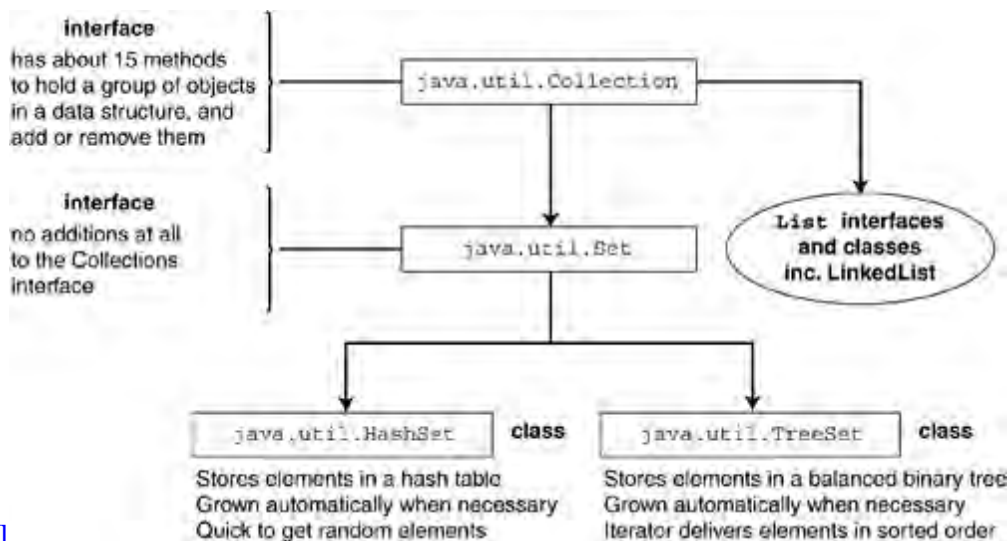 interface
has about 15 methods
to hold a group of objects
in a data structure, and
add or remove them
java.util.Collection
interface
no additions at all
to the Collections
interface
java.util.Set
List interfaces
and classes
inc. LinkedList
java.util.HashSet class
Stores elements in a hash table
Grown automatically when necessary
Quick to get random elements
java.util.TreeSet class
Stores elements in a balanced binary tree
Grown automatically when necessary
Iterator delivers elements in sorted order
]